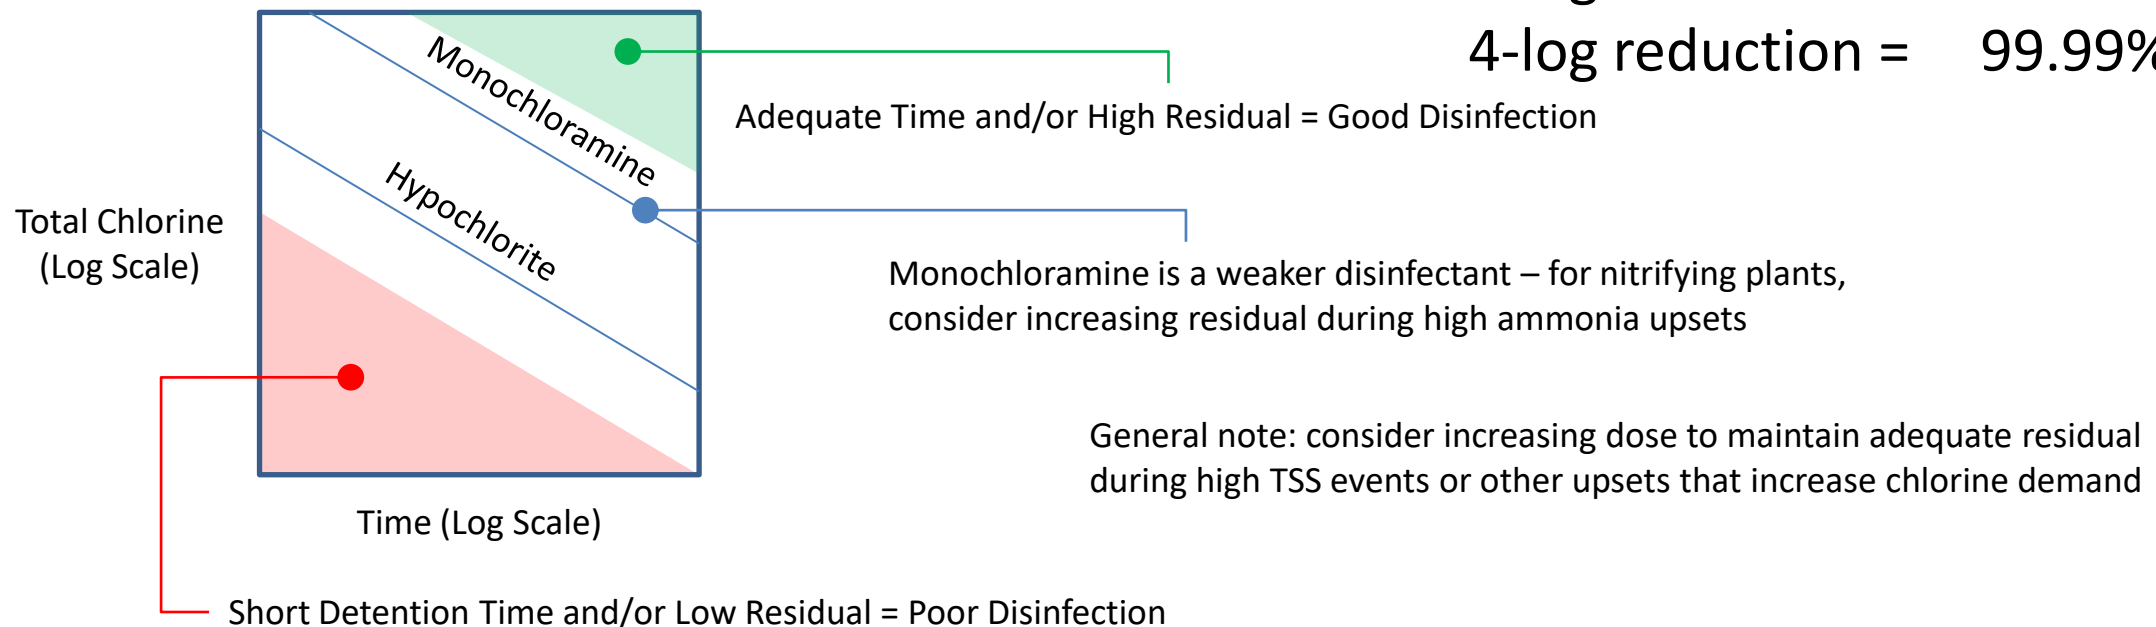 4-log reduction = 99.99%
Monochloramine
Adequate Time and/or High Residual = Good Disinfection
Hypochlorite
Total Chlorine
(Log Scale)
Monochloramine is a weaker disinfectant – for nitrifying plants,
consider increasing residual during high ammonia upsets
General note: consider increasing dose to maintain adequate residual
during high TSS events or other upsets that increase chlorine demand
Time (Log Scale)
Short Detention Time and/or Low Residual = Poor Disinfection